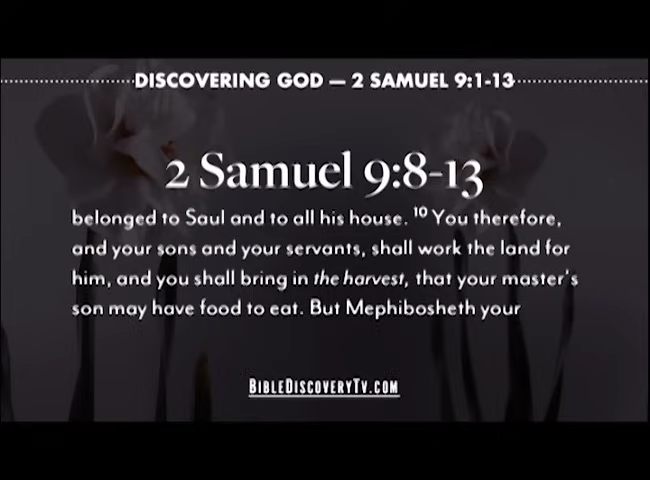 DISCOVERING GOD — 2 SAMUEL 9:1-13
2 Samuel 9:8-13
belonged to Saul and to all his house. ¹⁰ You therefore,
and your sons and your servants, shall work the land for
him, and you shall bring in the harvest, that your master's
son may have food to eat. But Mephibosheth your
BIBLEDISCOVERYTV.COM